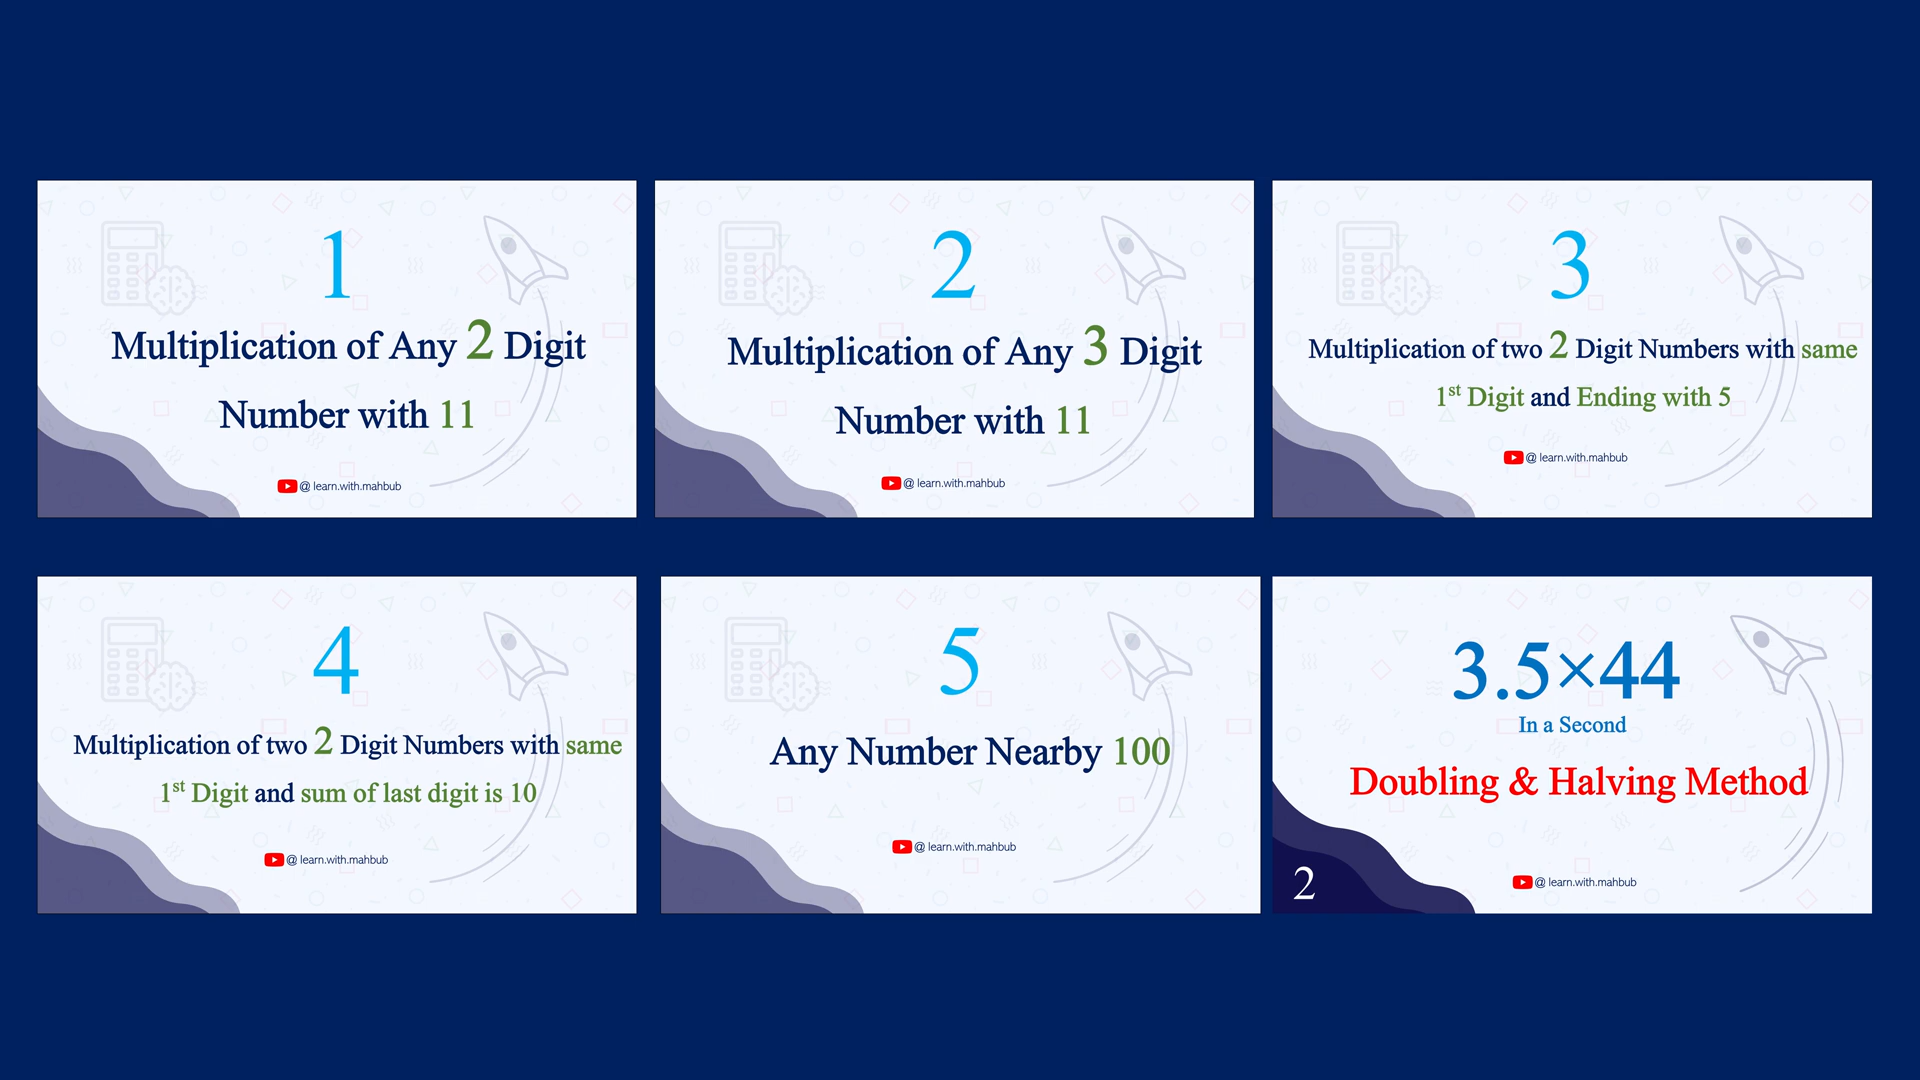 1
Multiplication of Any 2 Digit
Number with 11
@ learn.with.mahbub
2
Multiplication of Any 3 Digit
Number with 11
@ learn.with.mahbub
3
Multiplication of two 2 Digit Numbers with same
1st Digit and Ending with 5
@ learn.with.mahbub
4
Multiplication of two 2 Digit Numbers with same
1st Digit and sum of last digit is 10
@ learn.with.mahbub
5
Any Number Nearby 100
@ learn.with.mahbub
3.5×44
In a Second
Doubling & Halving Method
@ learn.with.mahbub
2